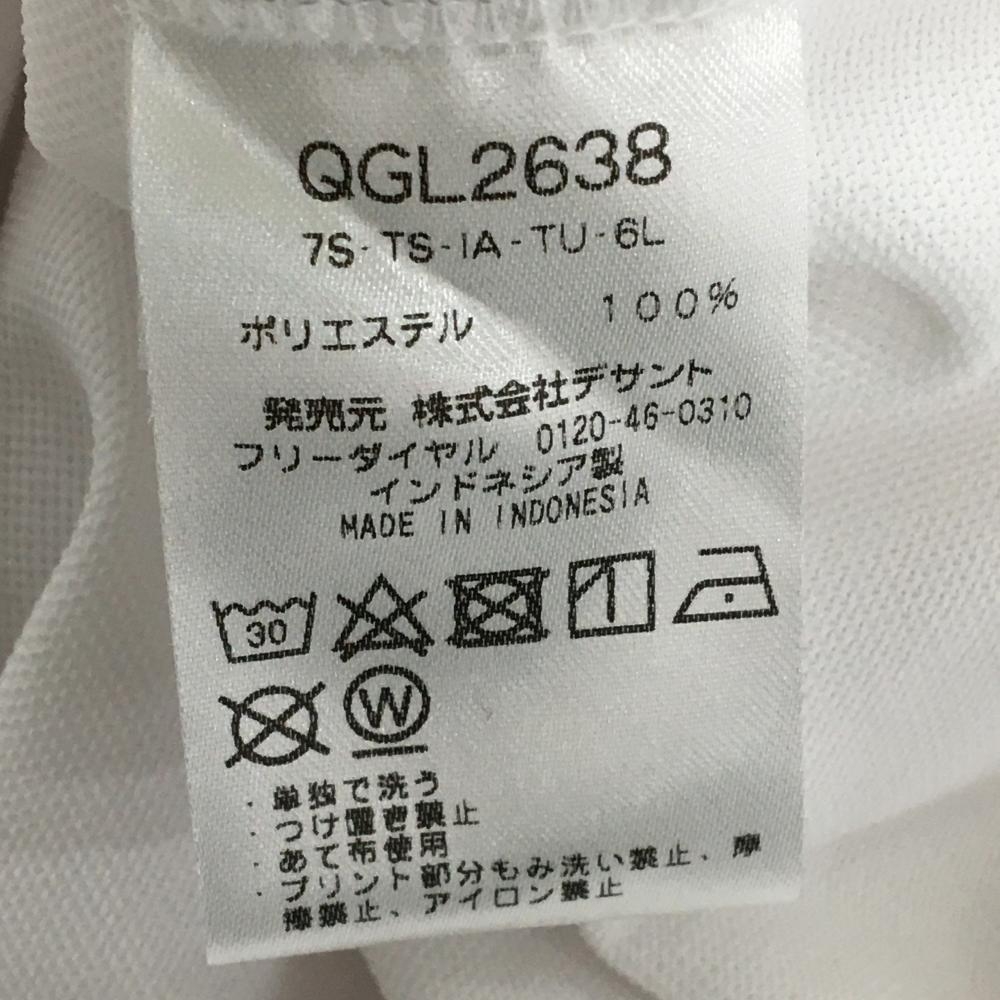 QGL2638
7S-TS-IA-TU-6L
ポリエステル 100%
発売元 株式会社デサント
フリーダイヤル 0120-46-0310
インドネシア製
MADE IN INDONESIA
30
W
・単独で洗う
・つけ置き禁止
・あて布使用
・プリント部分もみ洗い禁止、摩
擦禁止、アイロン禁止